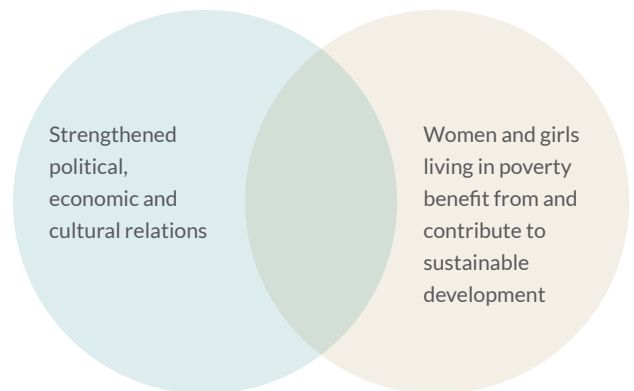 Strengthened
political,
economic and
cultural relations
Women and girls
living in poverty
benefit from and
contribute to
sustainable
development